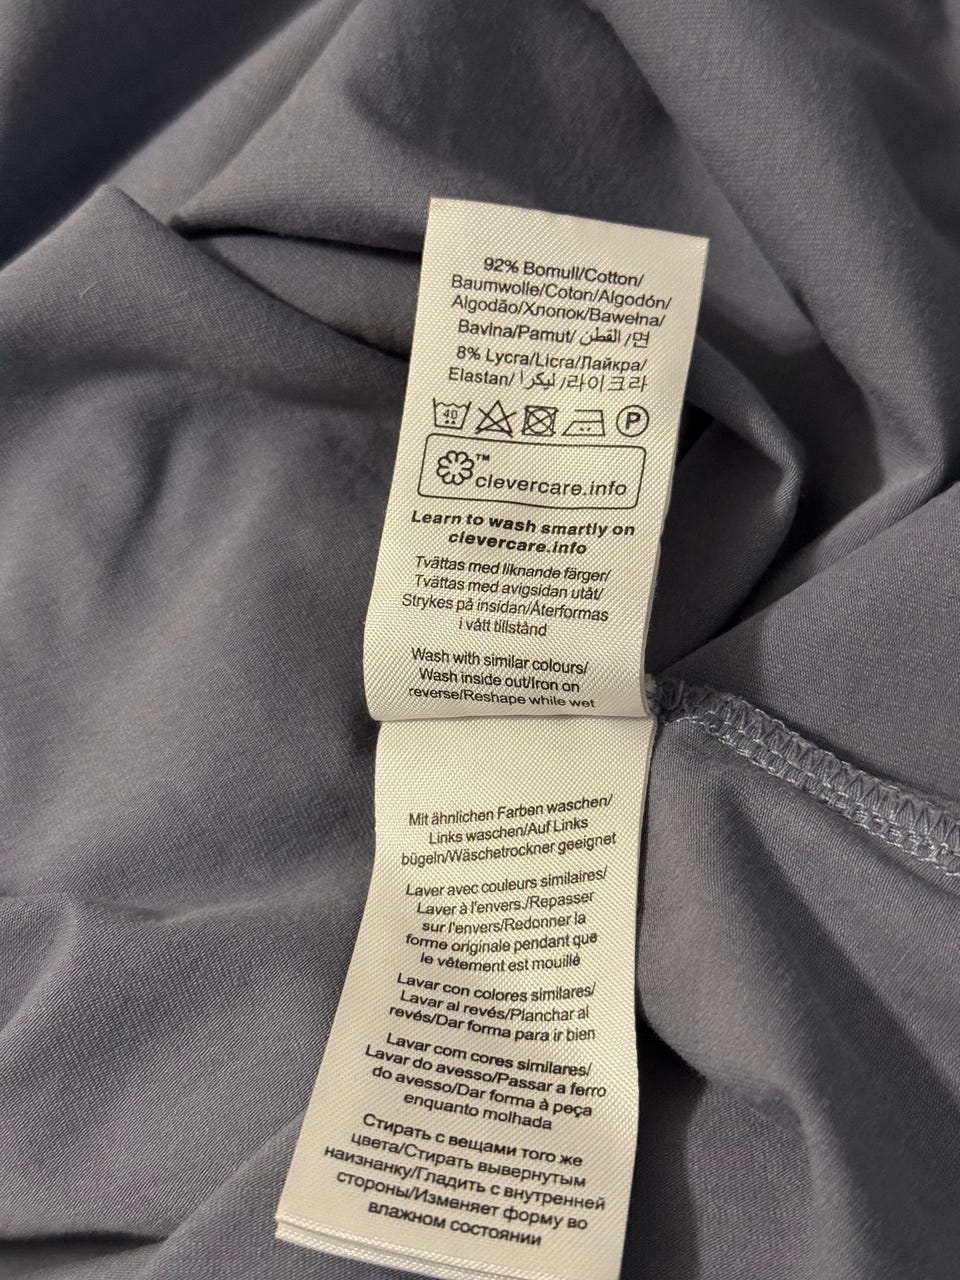 92% Bomull/Cotton/
Baumwolle/Coton/Algodón/
Algodão/Хлопок/Bawełna/
Bavlna/Pamut/ القطن /면
8% Lycra/Licra/Лайкра/
Elastan/ ليكرا /라이크라
40
P
TM
clevercare.info
Learn to wash smartly on
clevercare.info
Tvättas med liknande färger/
Tvättas med avigsidan utåt/
Strykes på insidan/Återformas
i vått tillstånd
Wash with similar colours/
Wash inside out/Iron on
reverse/Reshape while wet
Mit ähnlichen Farben waschen/
Links waschen/Auf Links
bügeln/Wäschetrockner geeignet
Laver avec couleurs similaires/
Laver à l'envers./Repasser
sur l'envers/Redonner la
forme originale pendant que
le vêtement est mouillé
Lavar con colores similares/
Lavar al revés/Planchar al
revés/Dar forma para ir bien
Lavar com cores similares/
Lavar do avesso/Passar a ferro
do avesso/Dar forma à peça
enquanto molhada
Стирать с вещами того же
цвета/Стирать вывернутым
наизнанку/Гладить с внутренней
стороны/Изменяет форму во
влажном состоянии